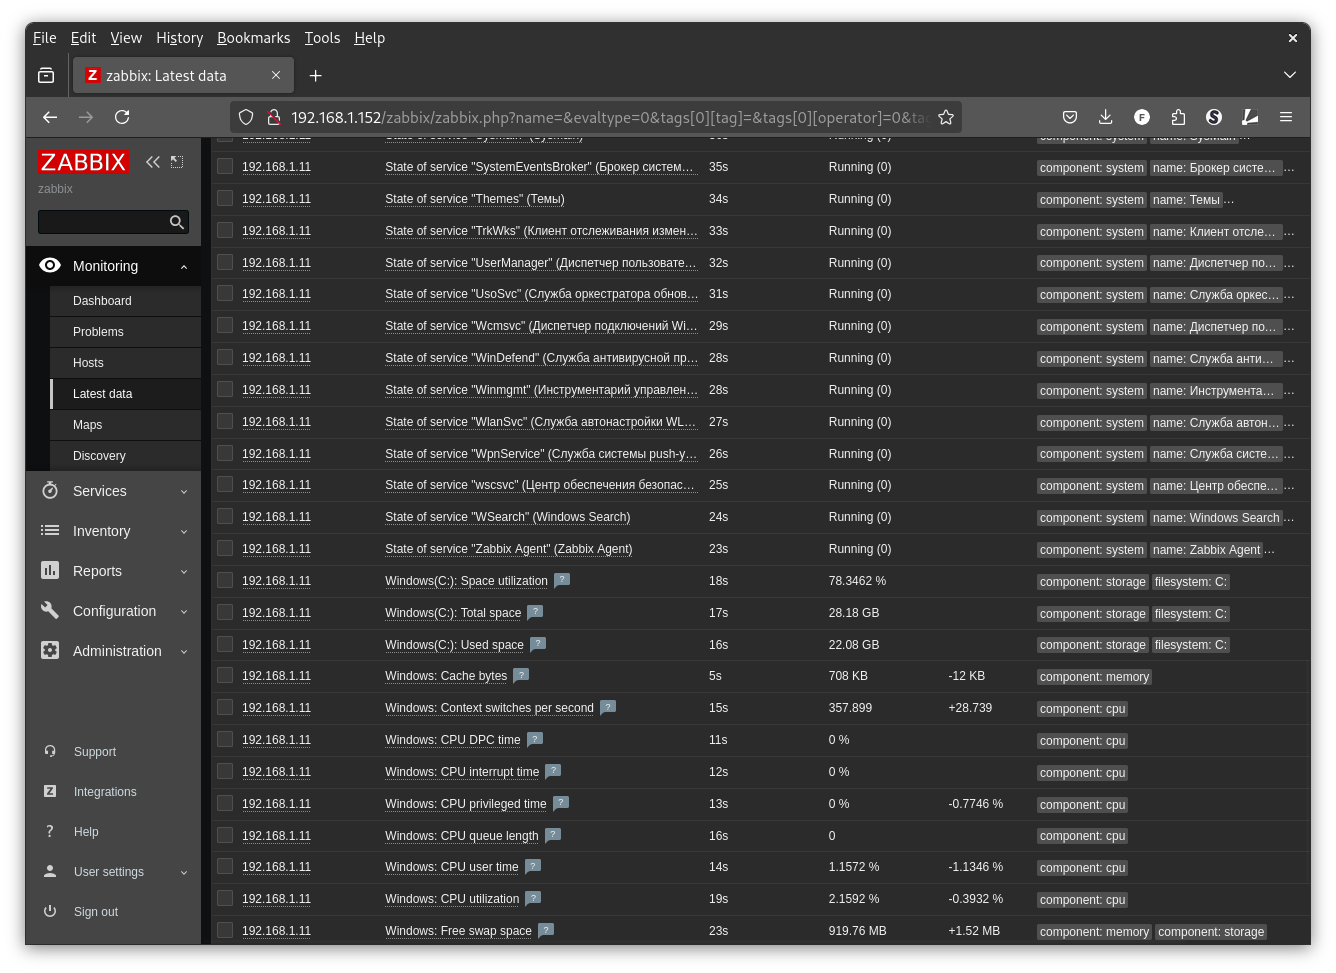 File Edit View History Bookmarks Tools Help
zabbix: Latest data
192.168.1.152/zabbix/zabbix.php?name=&evaltype=0&tags[0][tag]=&tags[0][operator]=0&tag
ZABBIX
zabbix
Monitoring
Dashboard
Problems
Hosts
Latest data
Maps
Discovery
Services
Inventory
Reports
Configuration
Administration
Support
Integrations
Help
User settings
Sign out
192.168.1.11 State of service "SystemEventsBroker" (Брокер систем… 35s Running (0) component: system name: Брокер систе… …
192.168.1.11 State of service "Themes" (Темы) 34s Running (0) component: system name: Темы …
192.168.1.11 State of service "TrkWks" (Клиент отслеживания измен… 33s Running (0) component: system name: Клиент отсле… …
192.168.1.11 State of service "UserManager" (Диспетчер пользовате… 32s Running (0) component: system name: Диспетчер по… …
192.168.1.11 State of service "UsoSvc" (Служба оркестратора обнов… 31s Running (0) component: system name: Служба оркес… …
192.168.1.11 State of service "Wcmsvc" (Диспетчер подключений Wi… 29s Running (0) component: system name: Диспетчер по… …
192.168.1.11 State of service "WinDefend" (Служба антивирусной пр… 28s Running (0) component: system name: Служба анти… …
192.168.1.11 State of service "Winmgmt" (Инструментарий управлен… 28s Running (0) component: system name: Инструмента… …
192.168.1.11 State of service "WlanSvc" (Служба автонастройки WL… 27s Running (0) component: system name: Служба автон… …
192.168.1.11 State of service "WpnService" (Служба системы push-у… 26s Running (0) component: system name: Служба систе… …
192.168.1.11 State of service "wscsvc" (Центр обеспечения безопас… 25s Running (0) component: system name: Центр обеспе… …
192.168.1.11 State of service "WSearch" (Windows Search) 24s Running (0) component: system name: Windows Search …
192.168.1.11 State of service "Zabbix Agent" (Zabbix Agent) 23s Running (0) component: system name: Zabbix Agent …
192.168.1.11 Windows(C:): Space utilization ? 18s 78.3462 % component: storage filesystem: C:
192.168.1.11 Windows(C:): Total space ? 17s 28.18 GB component: storage filesystem: C:
192.168.1.11 Windows(C:): Used space ? 16s 22.08 GB component: storage filesystem: C:
192.168.1.11 Windows: Cache bytes ? 5s 708 KB -12 KB component: memory
192.168.1.11 Windows: Context switches per second ? 15s 357.899 +28.739 component: cpu
192.168.1.11 Windows: CPU DPC time ? 11s 0 % component: cpu
192.168.1.11 Windows: CPU interrupt time ? 12s 0 % component: cpu
192.168.1.11 Windows: CPU privileged time ? 13s 0 % -0.7746 % component: cpu
192.168.1.11 Windows: CPU queue length ? 16s 0 component: cpu
192.168.1.11 Windows: CPU user time ? 14s 1.1572 % -1.1346 % component: cpu
192.168.1.11 Windows: CPU utilization ? 19s 2.1592 % -0.3932 % component: cpu
192.168.1.11 Windows: Free swap space ? 23s 919.76 MB +1.52 MB component: memory component: storage